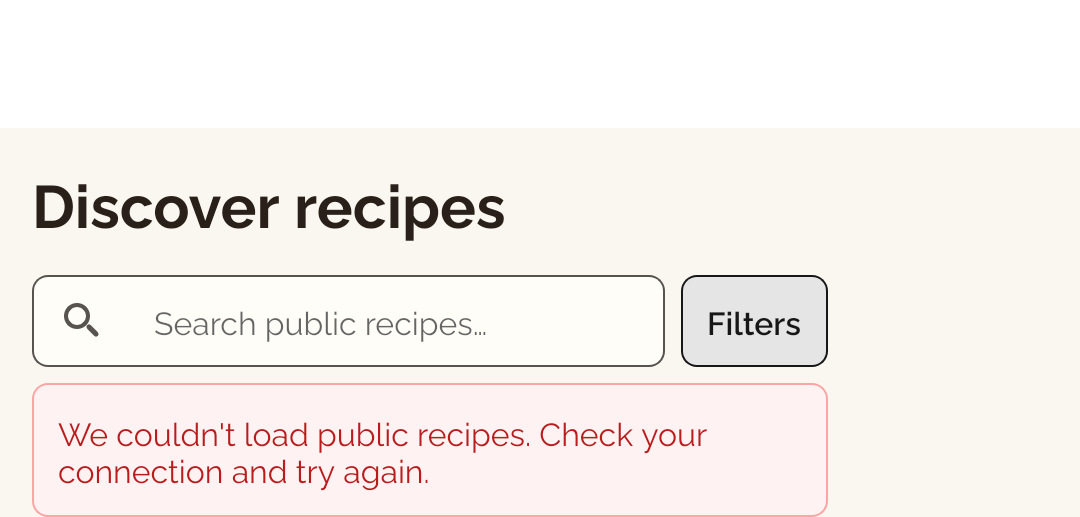 Discover recipes
Search public recipes…
Filters
We couldn't load public recipes. Check your
connection and try again.